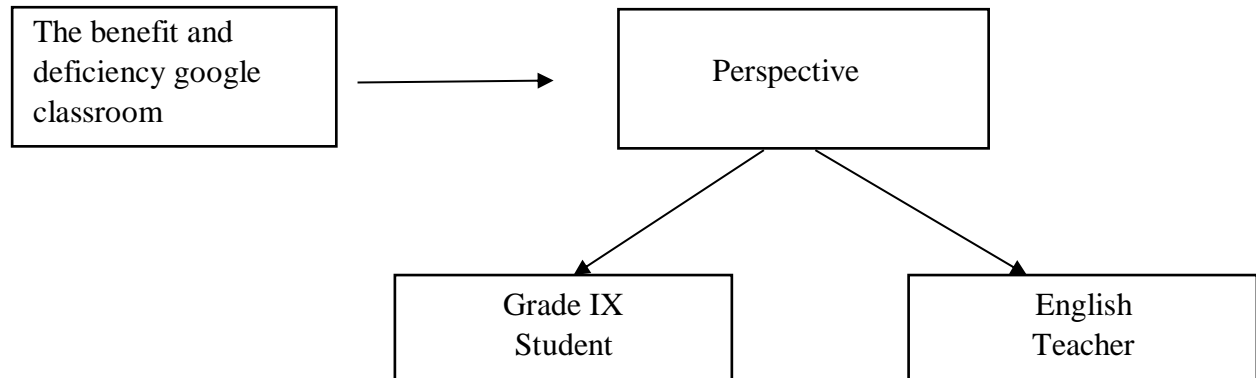 The benefit and
deficiency google
classroom
Perspective
Grade IX
Student
English
Teacher